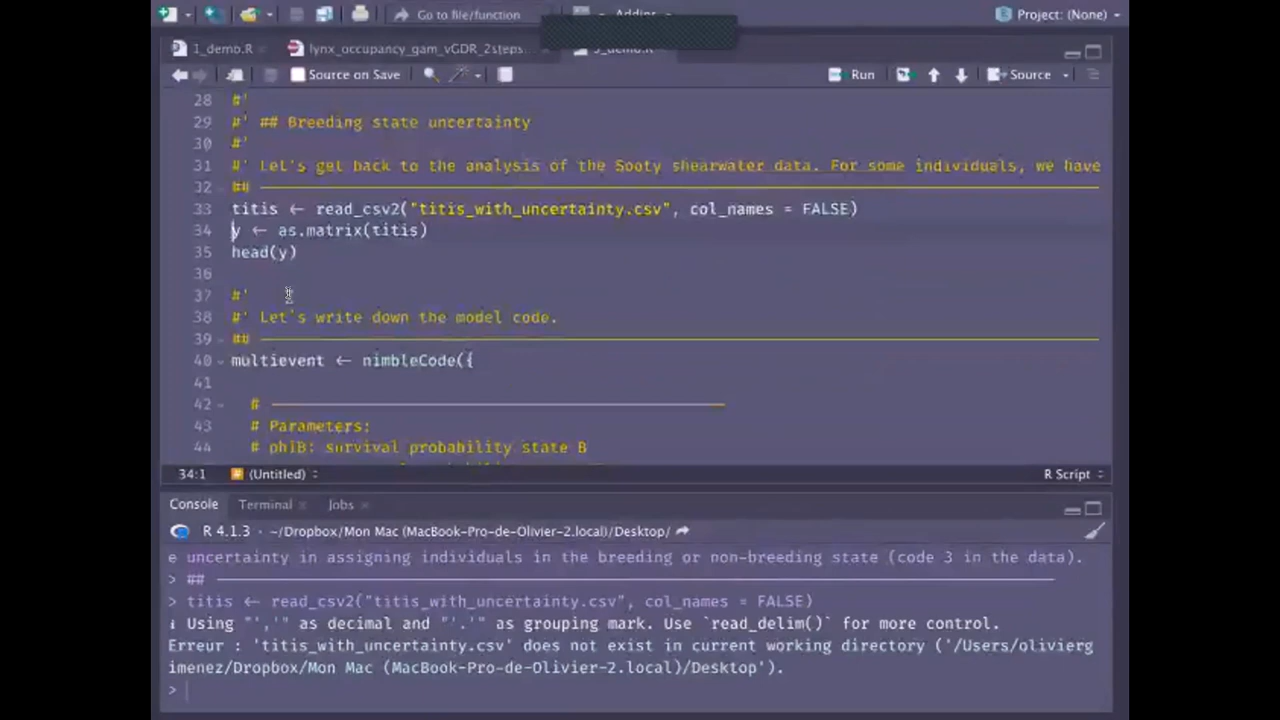 Go to file/function
Addins
Project: (None)
1_demo.R
lynx_occupancy_gam_vGDR_2steps
3_demo.R
Source on Save
Run
Source
28 #'
29 #' ## Breeding state uncertainty
30 #'
31 #' Let's get back to the analysis of the Sooty shearwater data. For some individuals, we have
32 ##
33 titis <- read_csv2("titis_with_uncertainty.csv", col_names = FALSE)
34 y <- as.matrix(titis)
35 head(y)
36
37 #'
38 #' Let's write down the model code.
39 ##
40 multievent <- nimbleCode({
41
42 #
43 # Parameters:
44 # phiB: survival probability state B
34:1
(Untitled)
R Script
Console
Terminal
Jobs
R 4.1.3 · ~/Dropbox/Mon Mac (MacBook-Pro-de-Olivier-2.local)/Desktop/
e uncertainty in assigning individuals in the breeding or non-breeding state (code 3 in the data).
> ##
> titis <- read_csv2("titis_with_uncertainty.csv", col_names = FALSE)
i Using "','" as decimal and "'.'" as grouping mark. Use `read_delim()` for more control.
Erreur : 'titis_with_uncertainty.csv' does not exist in current working directory ('/Users/olivierg
imenez/Dropbox/Mon Mac (MacBook-Pro-de-Olivier-2.local)/Desktop').
>